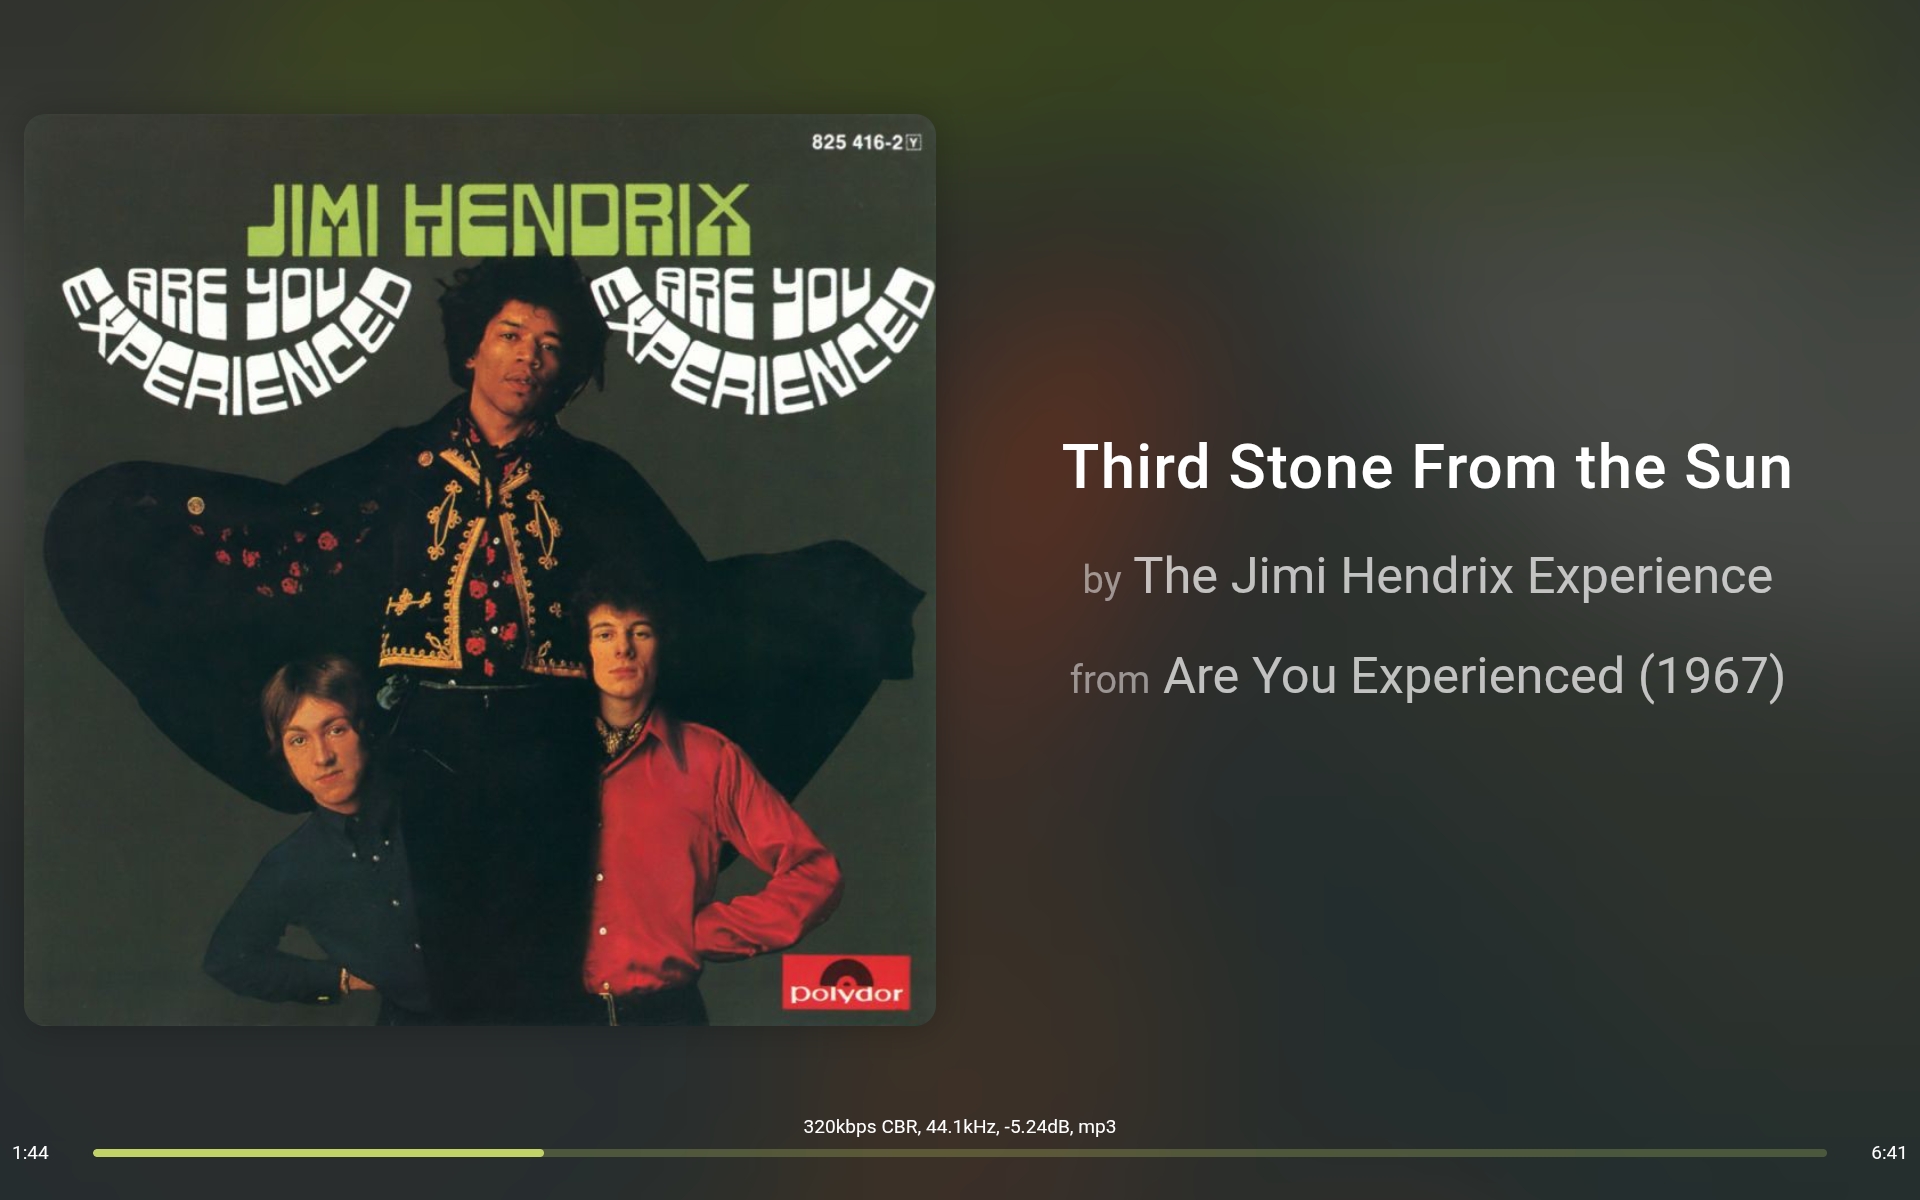 825 416-2 Y
JIMI HENDRIX
ARE YOU
EXPERIENCED
ARE YOU
EXPERIENCED
polydor
Third Stone From the Sun
by The Jimi Hendrix Experience
from Are You Experienced (1967)
320kbps CBR, 44.1kHz, -5.24dB, mp3
1:44
6:41